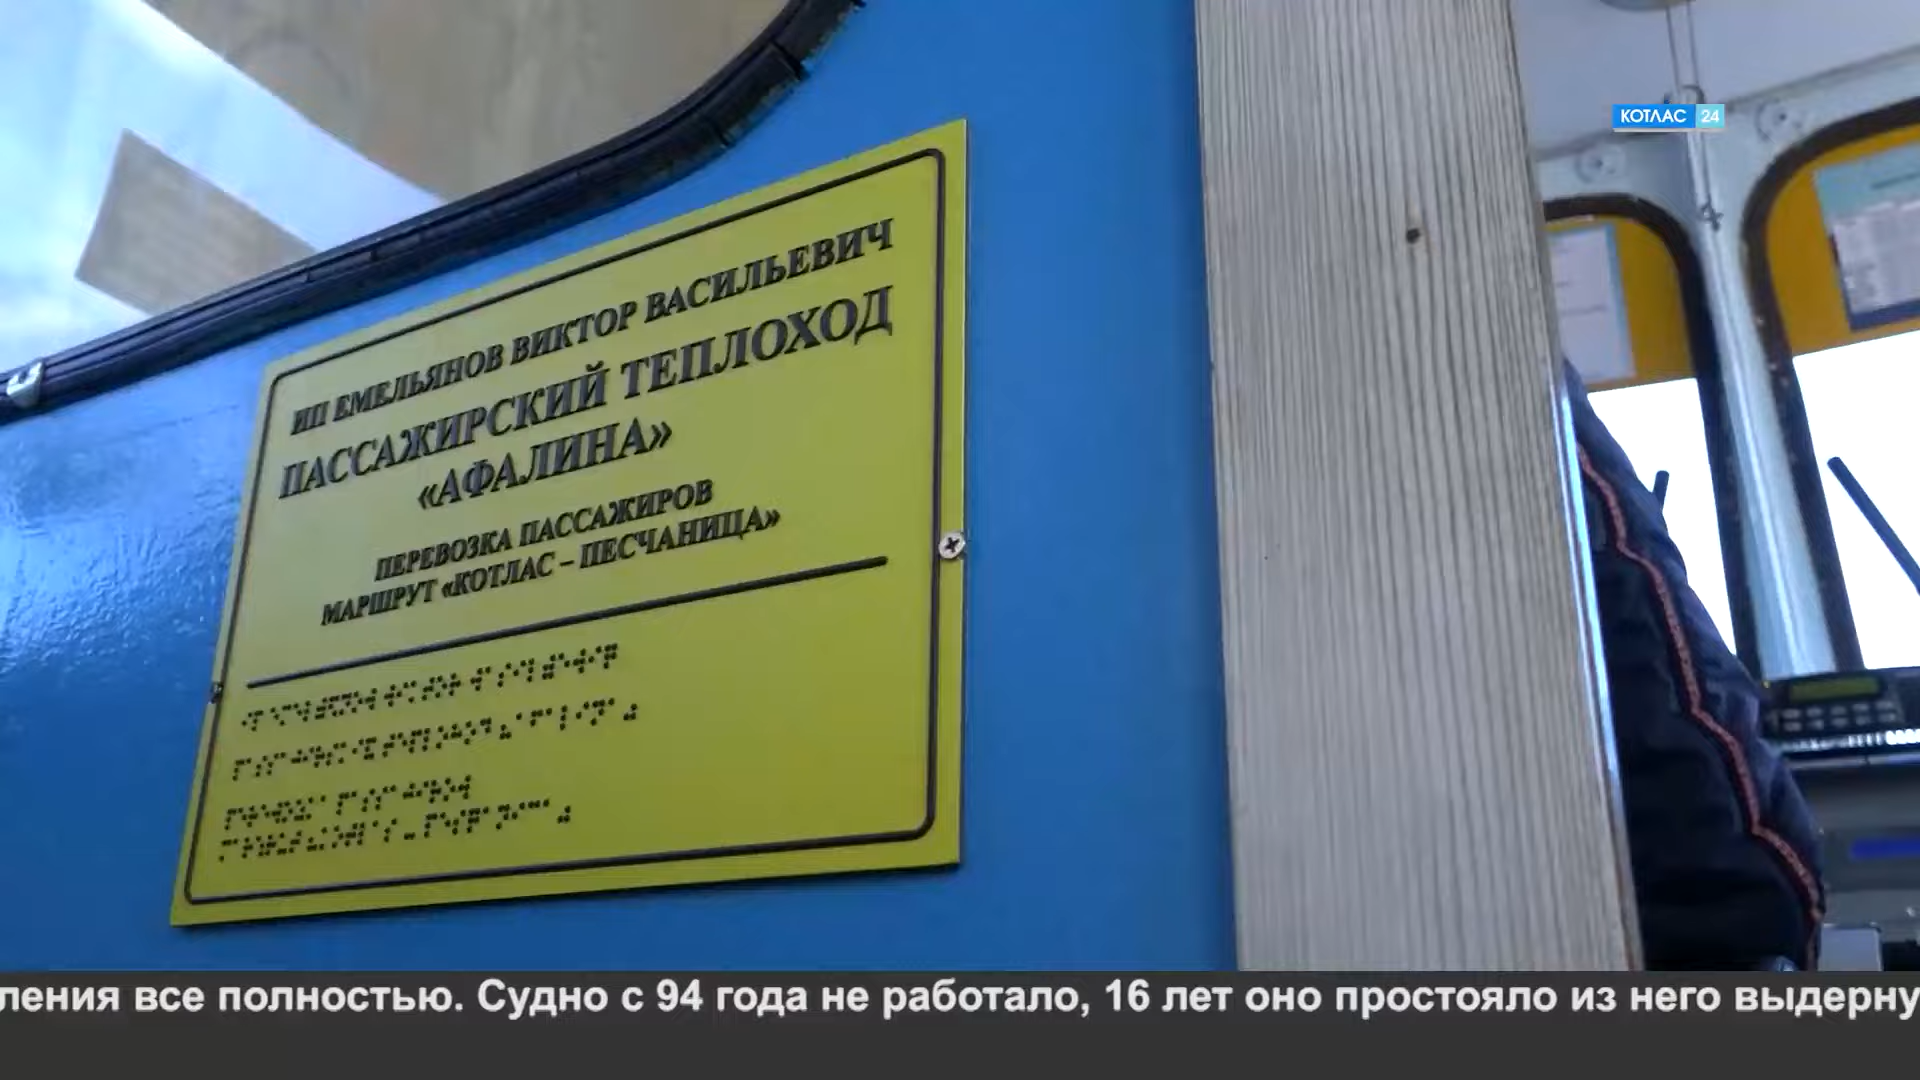 КОТЛАС 24
ИП ЕМЕЛЬЯНОВ ВИКТОР ВАСИЛЬЕВИЧ
ПАССАЖИРСКИЙ ТЕПЛОХОД
«АФАЛИНА»
ПЕРЕВОЗКА ПАССАЖИРОВ
МАРШРУТ «КОТЛАС – ПЕСЧАНИЦА»
ления все полностью. Судно с 94 года не работало, 16 лет оно простояло из него выдерну